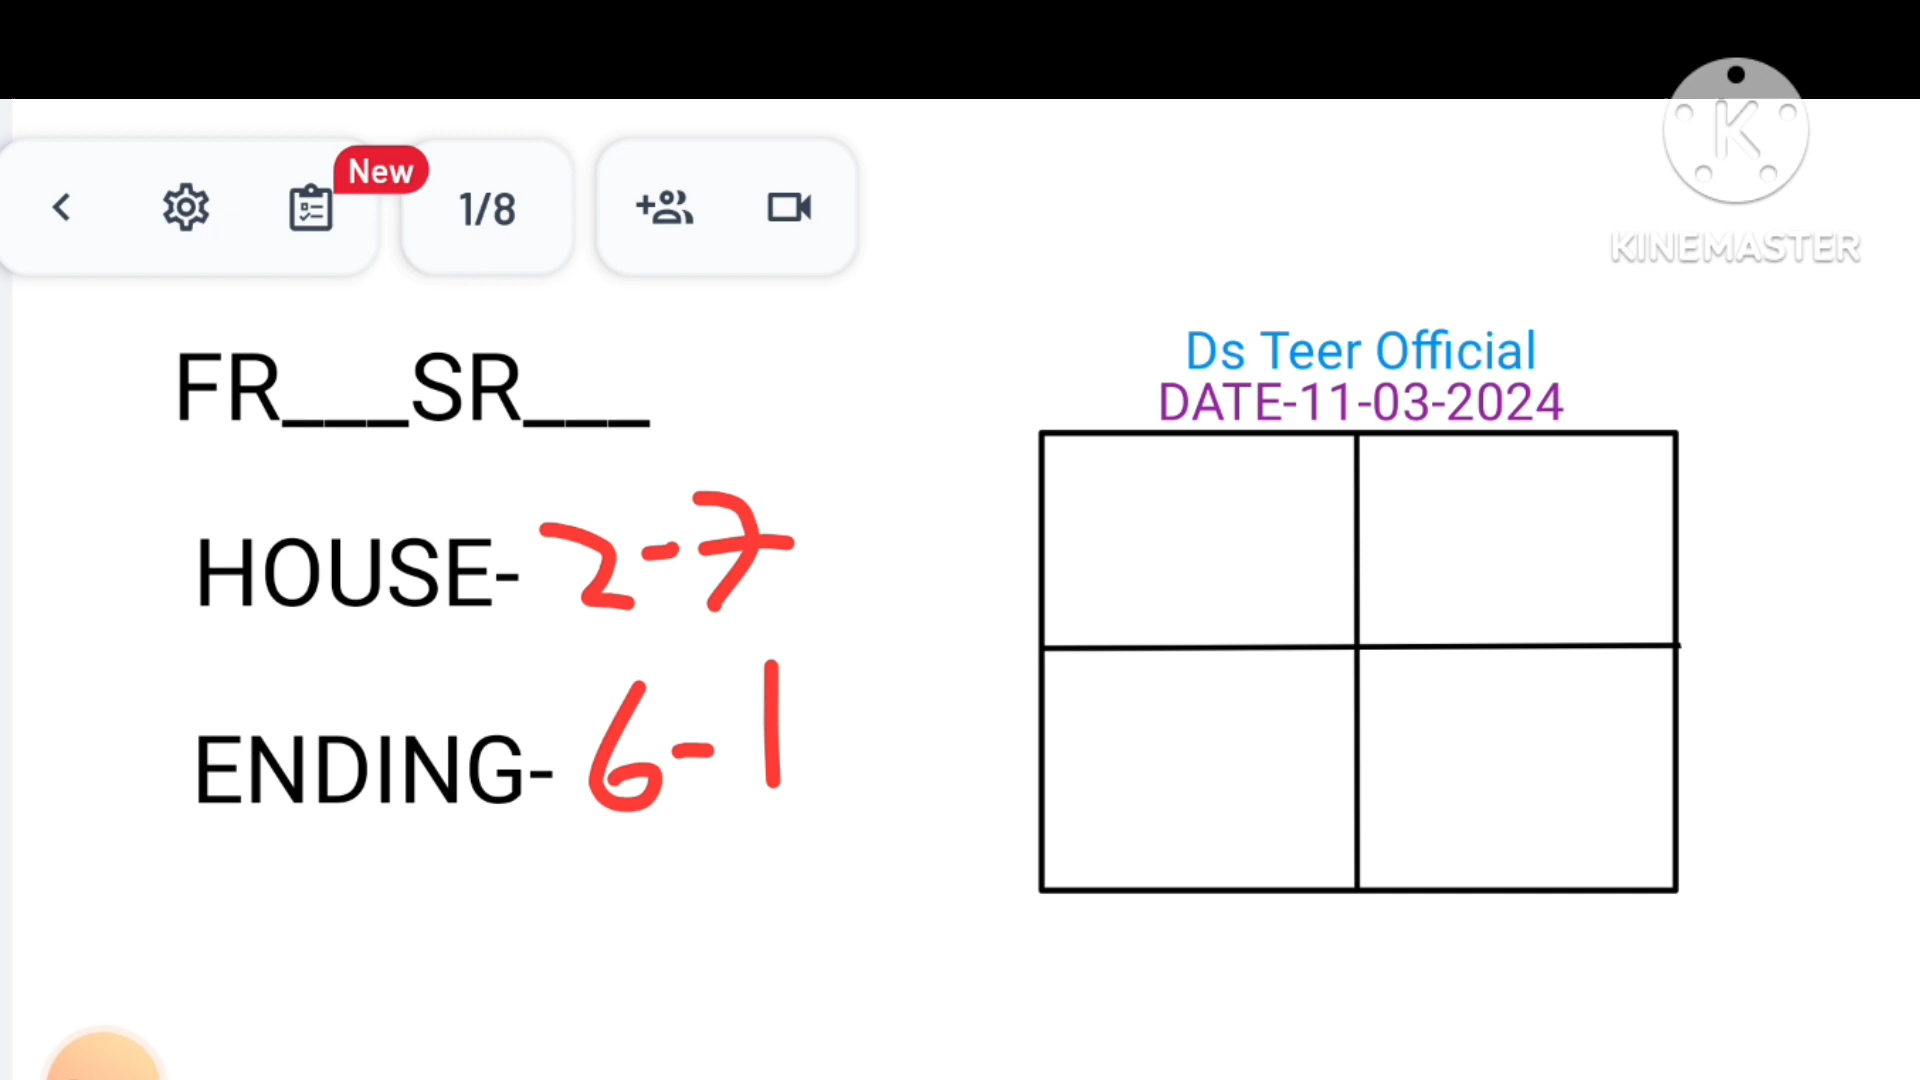 New
1/8
K
KINEMASTER
FR___SR___
HOUSE- 2-7
ENDING- 6-1
Ds Teer Official
DATE-11-03-2024